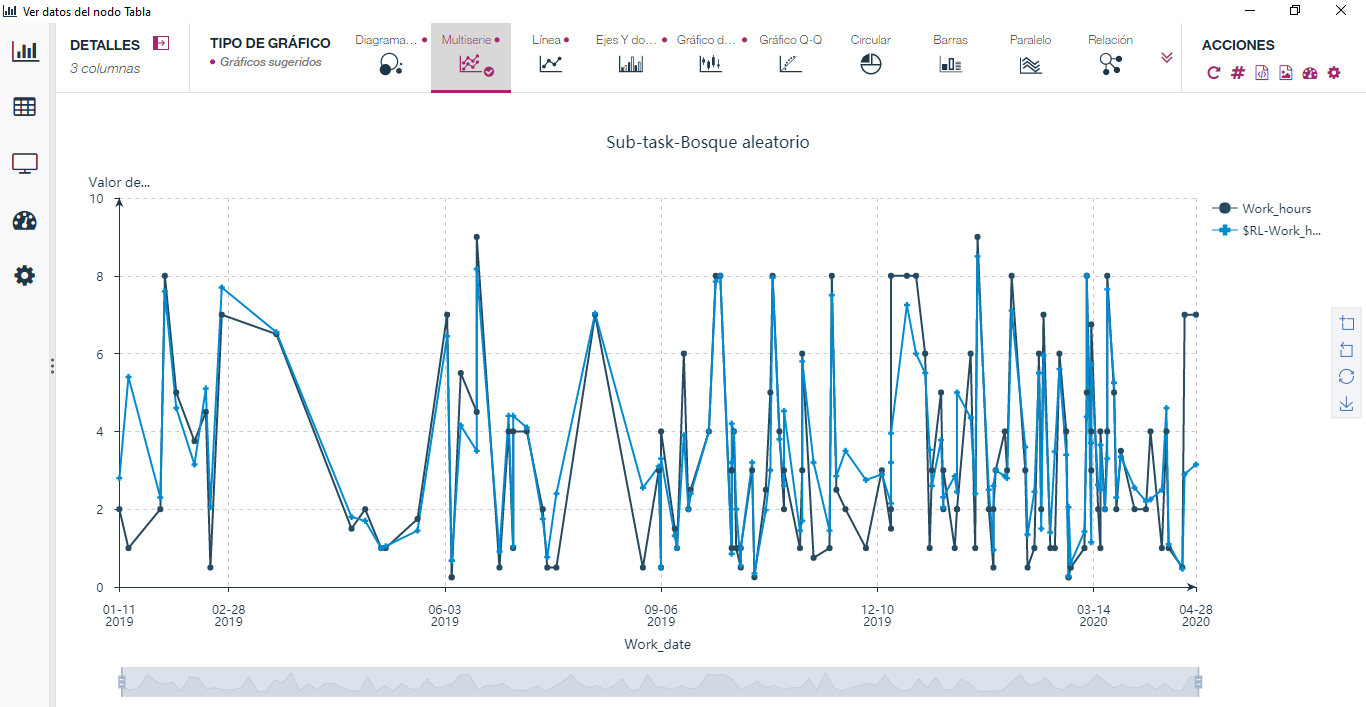 Ver datos del nodo Tabla
DETALLES
3 columnas
TIPO DE GRÁFICO
Gráficos sugeridos
Diagrama...
Multiserie
Línea
Ejes Y do...
Gráfico d...
Gráfico Q-Q
Circular
Barras
Paralelo
Relación
ACCIONES
Sub-task-Bosque aleatorio
Valor de...
10
8
6
4
2
0
01-11
2019
02-28
2019
06-03
2019
09-06
2019
12-10
2019
03-14
2020
04-28
2020
Work_date
Work_hours
$RL-Work_h...